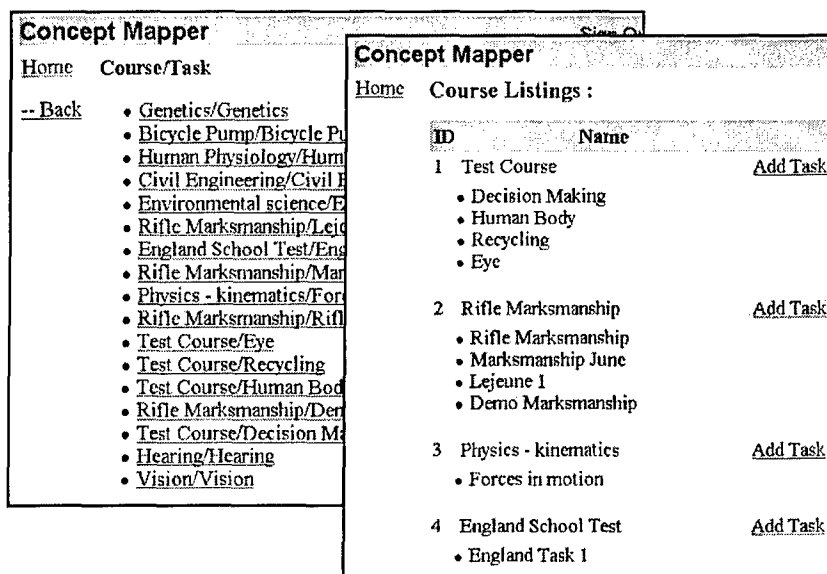 Concept Mapper
Home Course/Task
-- Back
• Genetics/Genetics
• Bicycle Pump/Bicycle Pu
• Human Physiology/Hum
• Civil Engineering/Civil E
• Environmental science/E
• Rifle Marksmanship/Leje
• England School Test/Eng
• Rifle Marksmanship/Mar
• Physics - kinematics/For
• Rifle Marksmanship/Rifl
• Test Course/Eye
• Test Course/Recycling
• Test Course/Human Bod
• Rifle Marksmanship/Den
• Test Course/Decision Ma
• Hearing/Hearing
• Vision/Vision
Concept Mapper
Home Course Listings :
ID Name
1 Test Course Add Task
• Decision Making
• Human Body
• Recycling
• Eye
2 Rifle Marksmanship Add Task
• Rifle Marksmanship
• Marksmanship June
• Lejeune 1
• Demo Marksmanship
3 Physics - kinematics Add Task
• Forces in motion
4 England School Test Add Task
• England Task 1